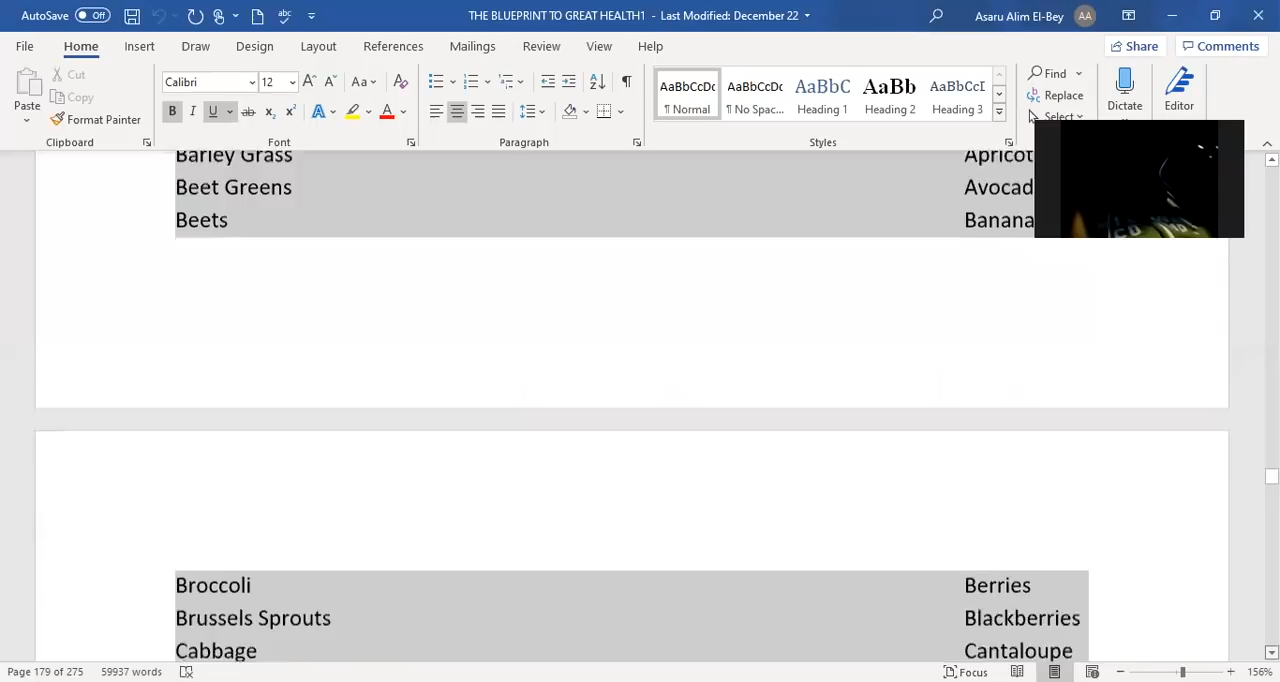 AutoSave Off THE BLUEPRINT TO GREAT HEALTH1 - Last Modified: December 22 Asaru Alim El-Bey AA
File Home Insert Draw Design Layout References Mailings Review View Help Share Comments
Paste Cut Copy Format Painter
Calibri 12
AaBbCcDc AaBbCcDc AaBbC AaBb AaBbCcI
¶ Normal ¶ No Spac... Heading 1 Heading 2 Heading 3
Find Replace Select
Dictate Editor
Clipboard Font Paragraph Styles
Barley Grass Apricot
Beet Greens Avocad
Beets Banana
Broccoli Berries
Brussels Sprouts Blackberries
Cabbage Cantaloupe
Page 179 of 275 59937 words Focus 156%